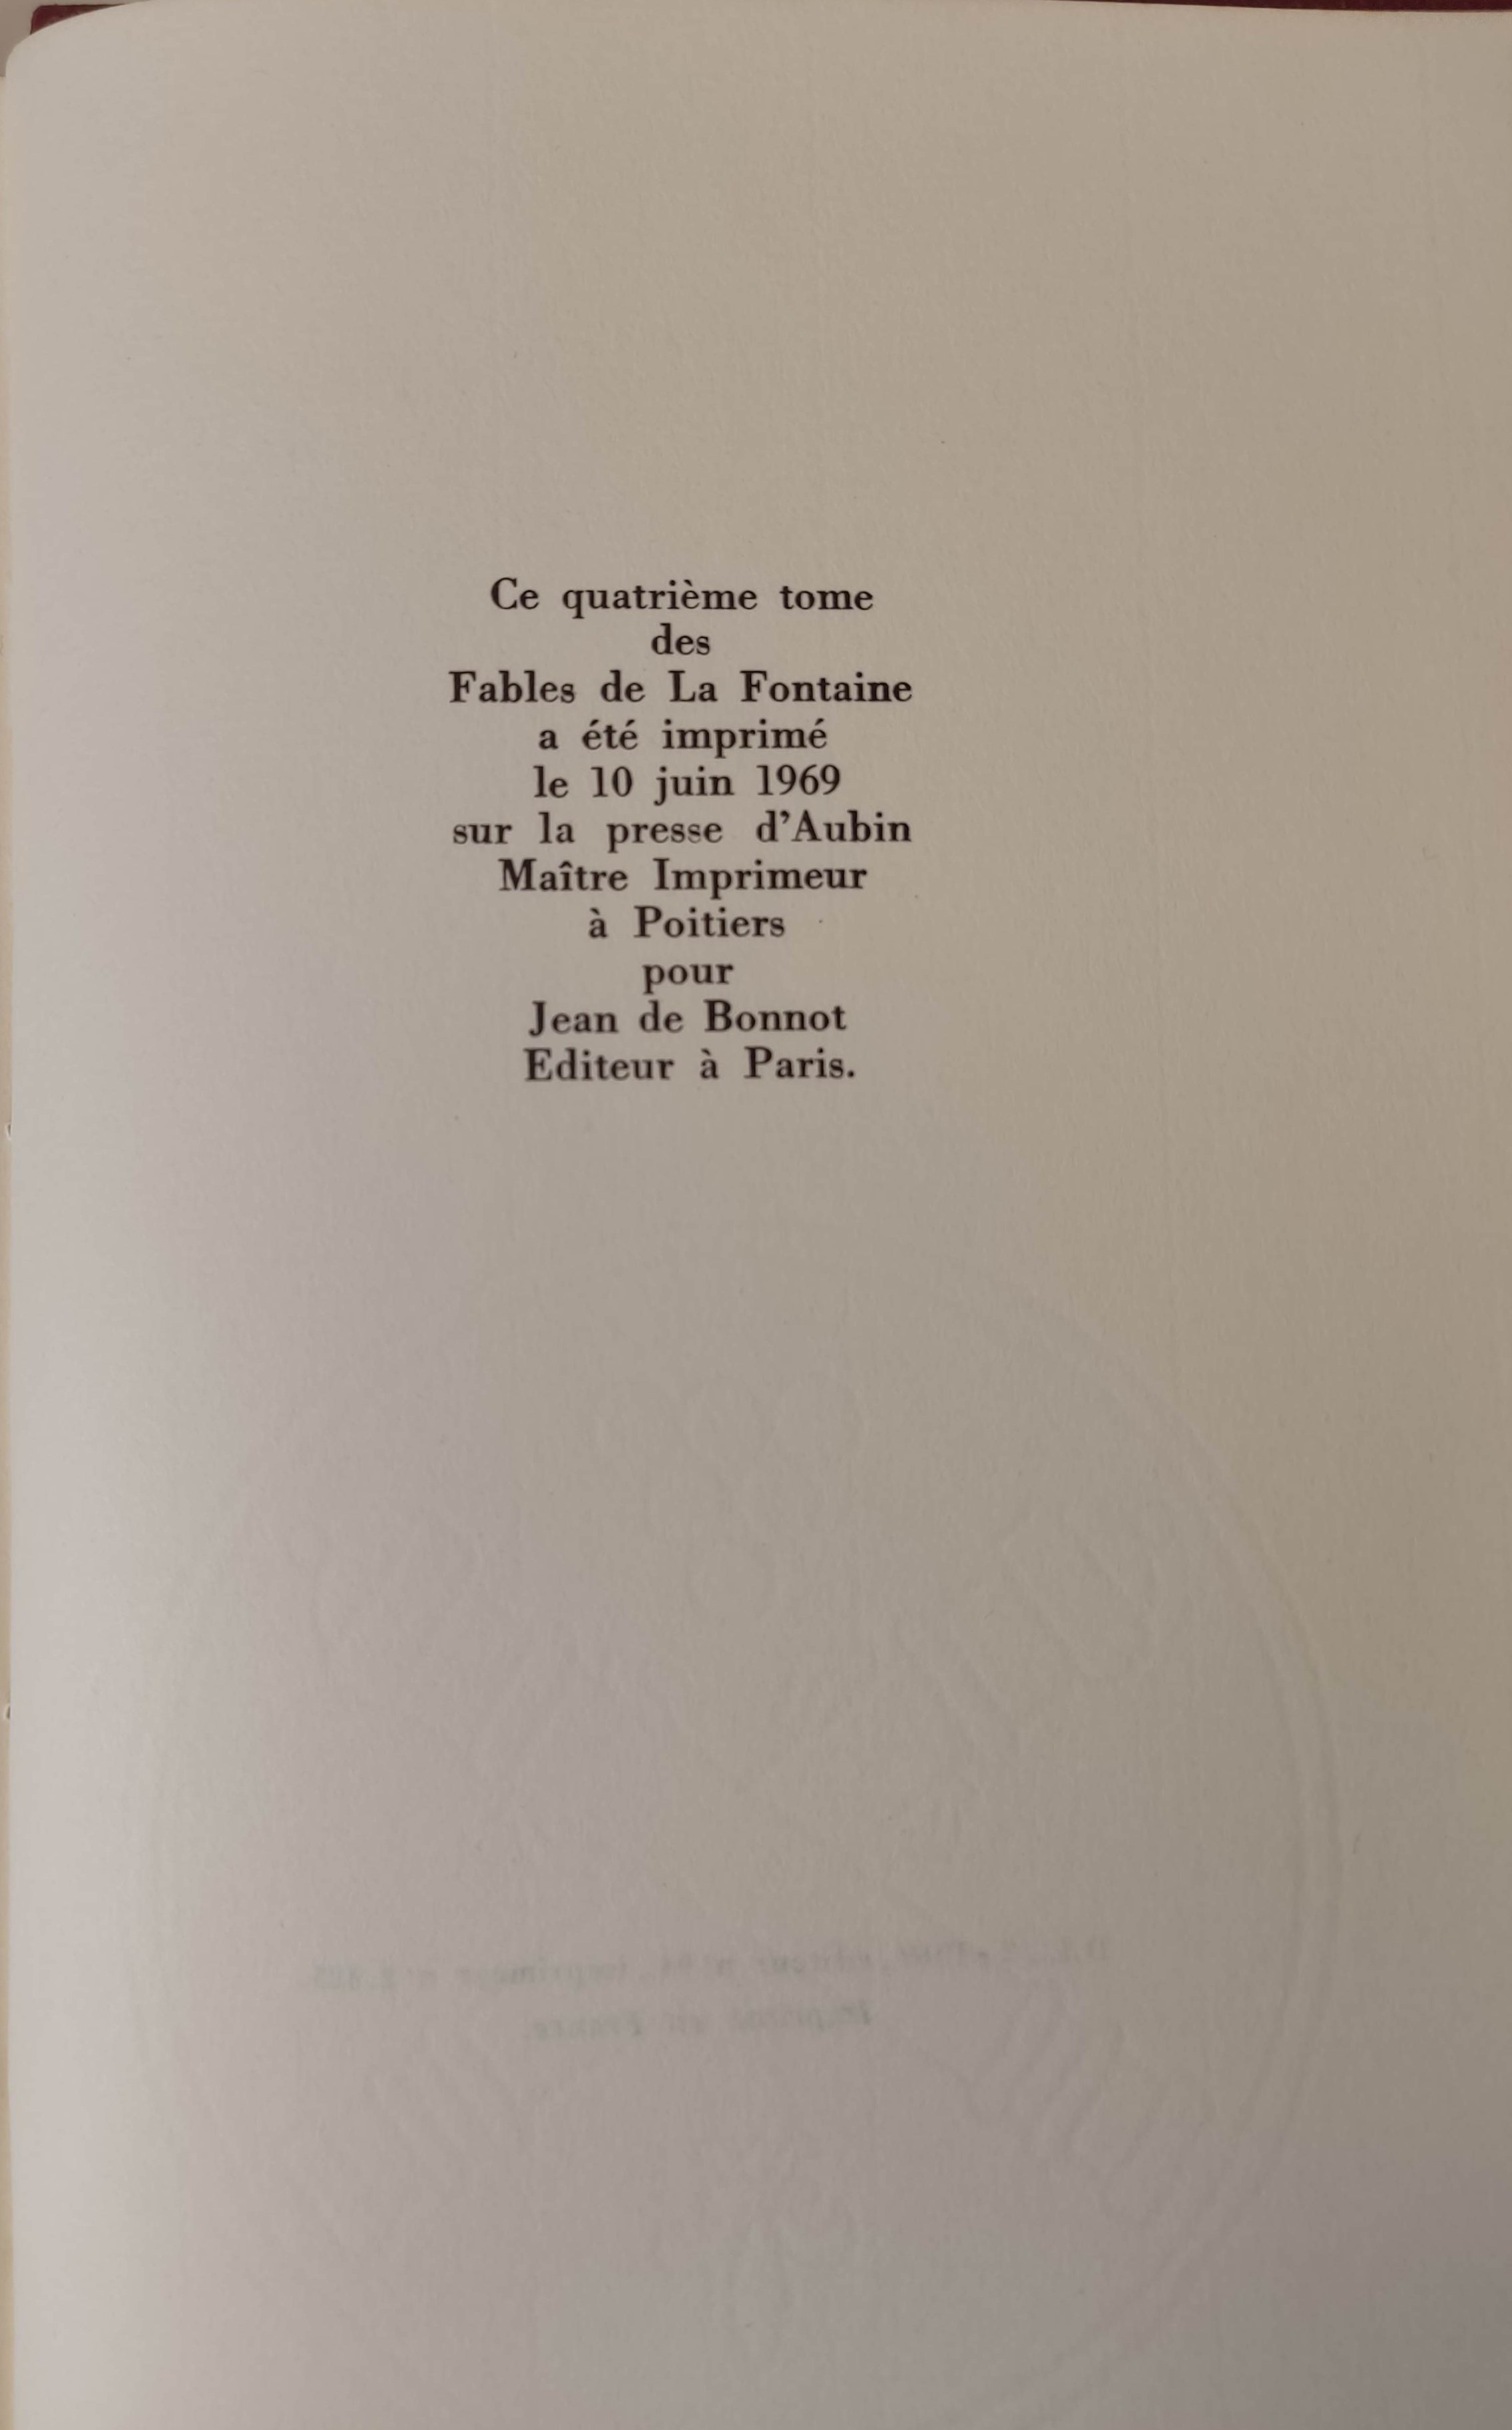 Ce quatrième tome
des
Fables de La Fontaine
a été imprimé
le 10 juin 1969
sur la presse d'Aubin
Maître Imprimeur
à Poitiers
pour
Jean de Bonnot
Editeur à Paris.